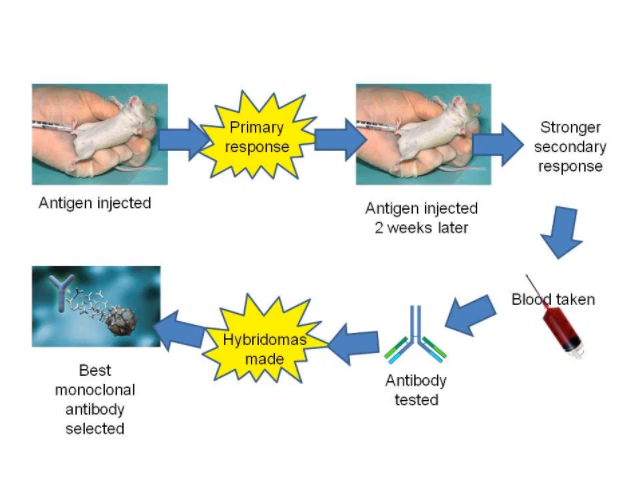 Antigen injected
Primary
response
Antigen injected
2 weeks later
Stronger
secondary
response
Blood taken
Antibody
tested
Hybridomas
made
Best
monoclonal
antibody
selected